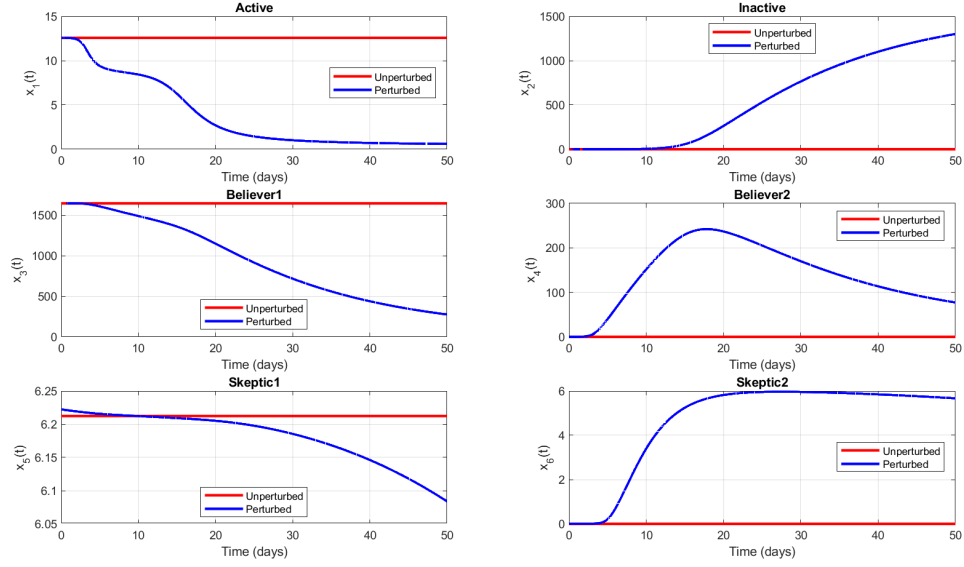 Active
15
10
5
0
x1(t)
Unperturbed
Perturbed
0 10 20 30 40 50
Time (days)
Inactive
1500
1000
500
0
x2(t)
Unperturbed
Perturbed
0 10 20 30 40 50
Time (days)
Believer1
1500
1000
500
0
x3(t)
Unperturbed
Perturbed
0 10 20 30 40 50
Time (days)
Believer2
300
200
100
0
x4(t)
Unperturbed
Perturbed
0 10 20 30 40 50
Time (days)
Skeptic1
6.25
6.2
6.15
6.1
6.05
x5(t)
Unperturbed
Perturbed
0 10 20 30 40 50
Time (days)
Skeptic2
6
4
2
0
x6(t)
Unperturbed
Perturbed
0 10 20 30 40 50
Time (days)